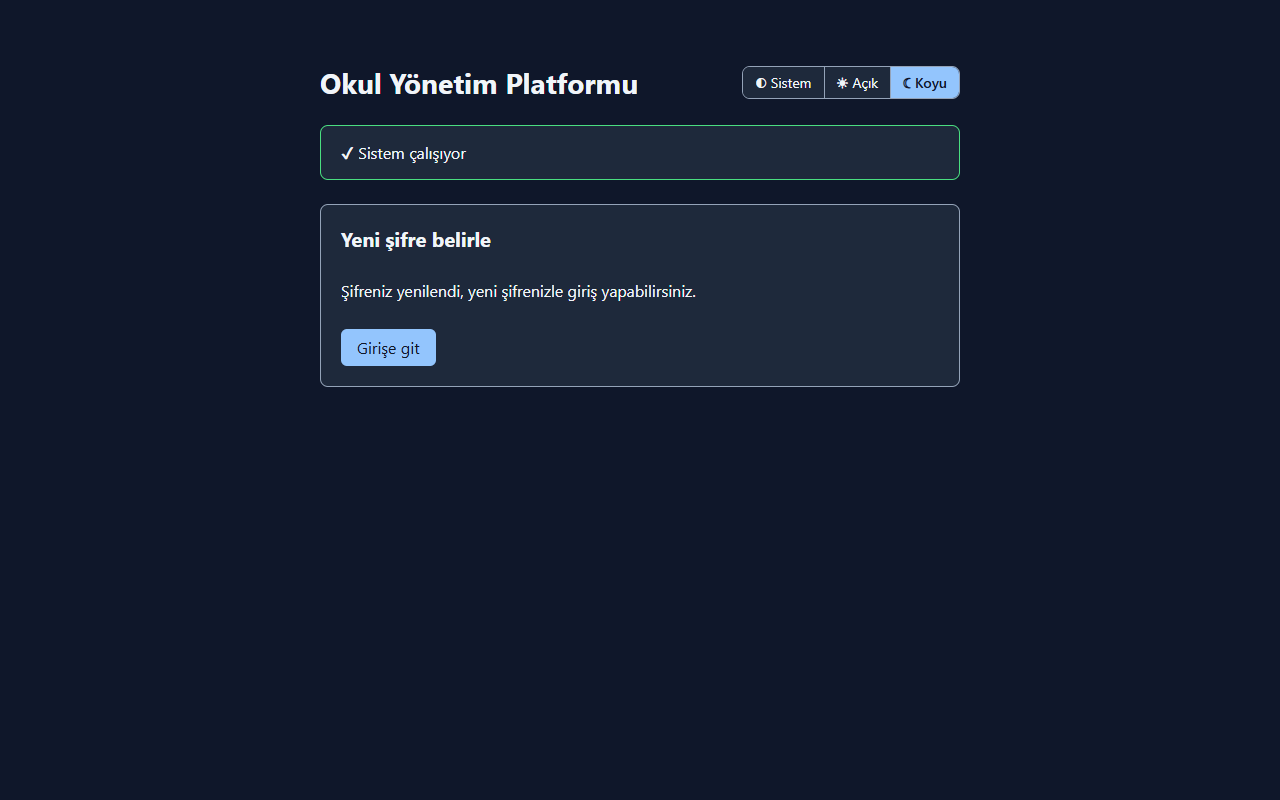 Okul Yönetim Platformu
◐ Sistem ☀ Açık ☾ Koyu
✔ Sistem çalışıyor
Yeni şifre belirle
Şifreniz yenilendi, yeni şifrenizle giriş yapabilirsiniz.
Girişe git